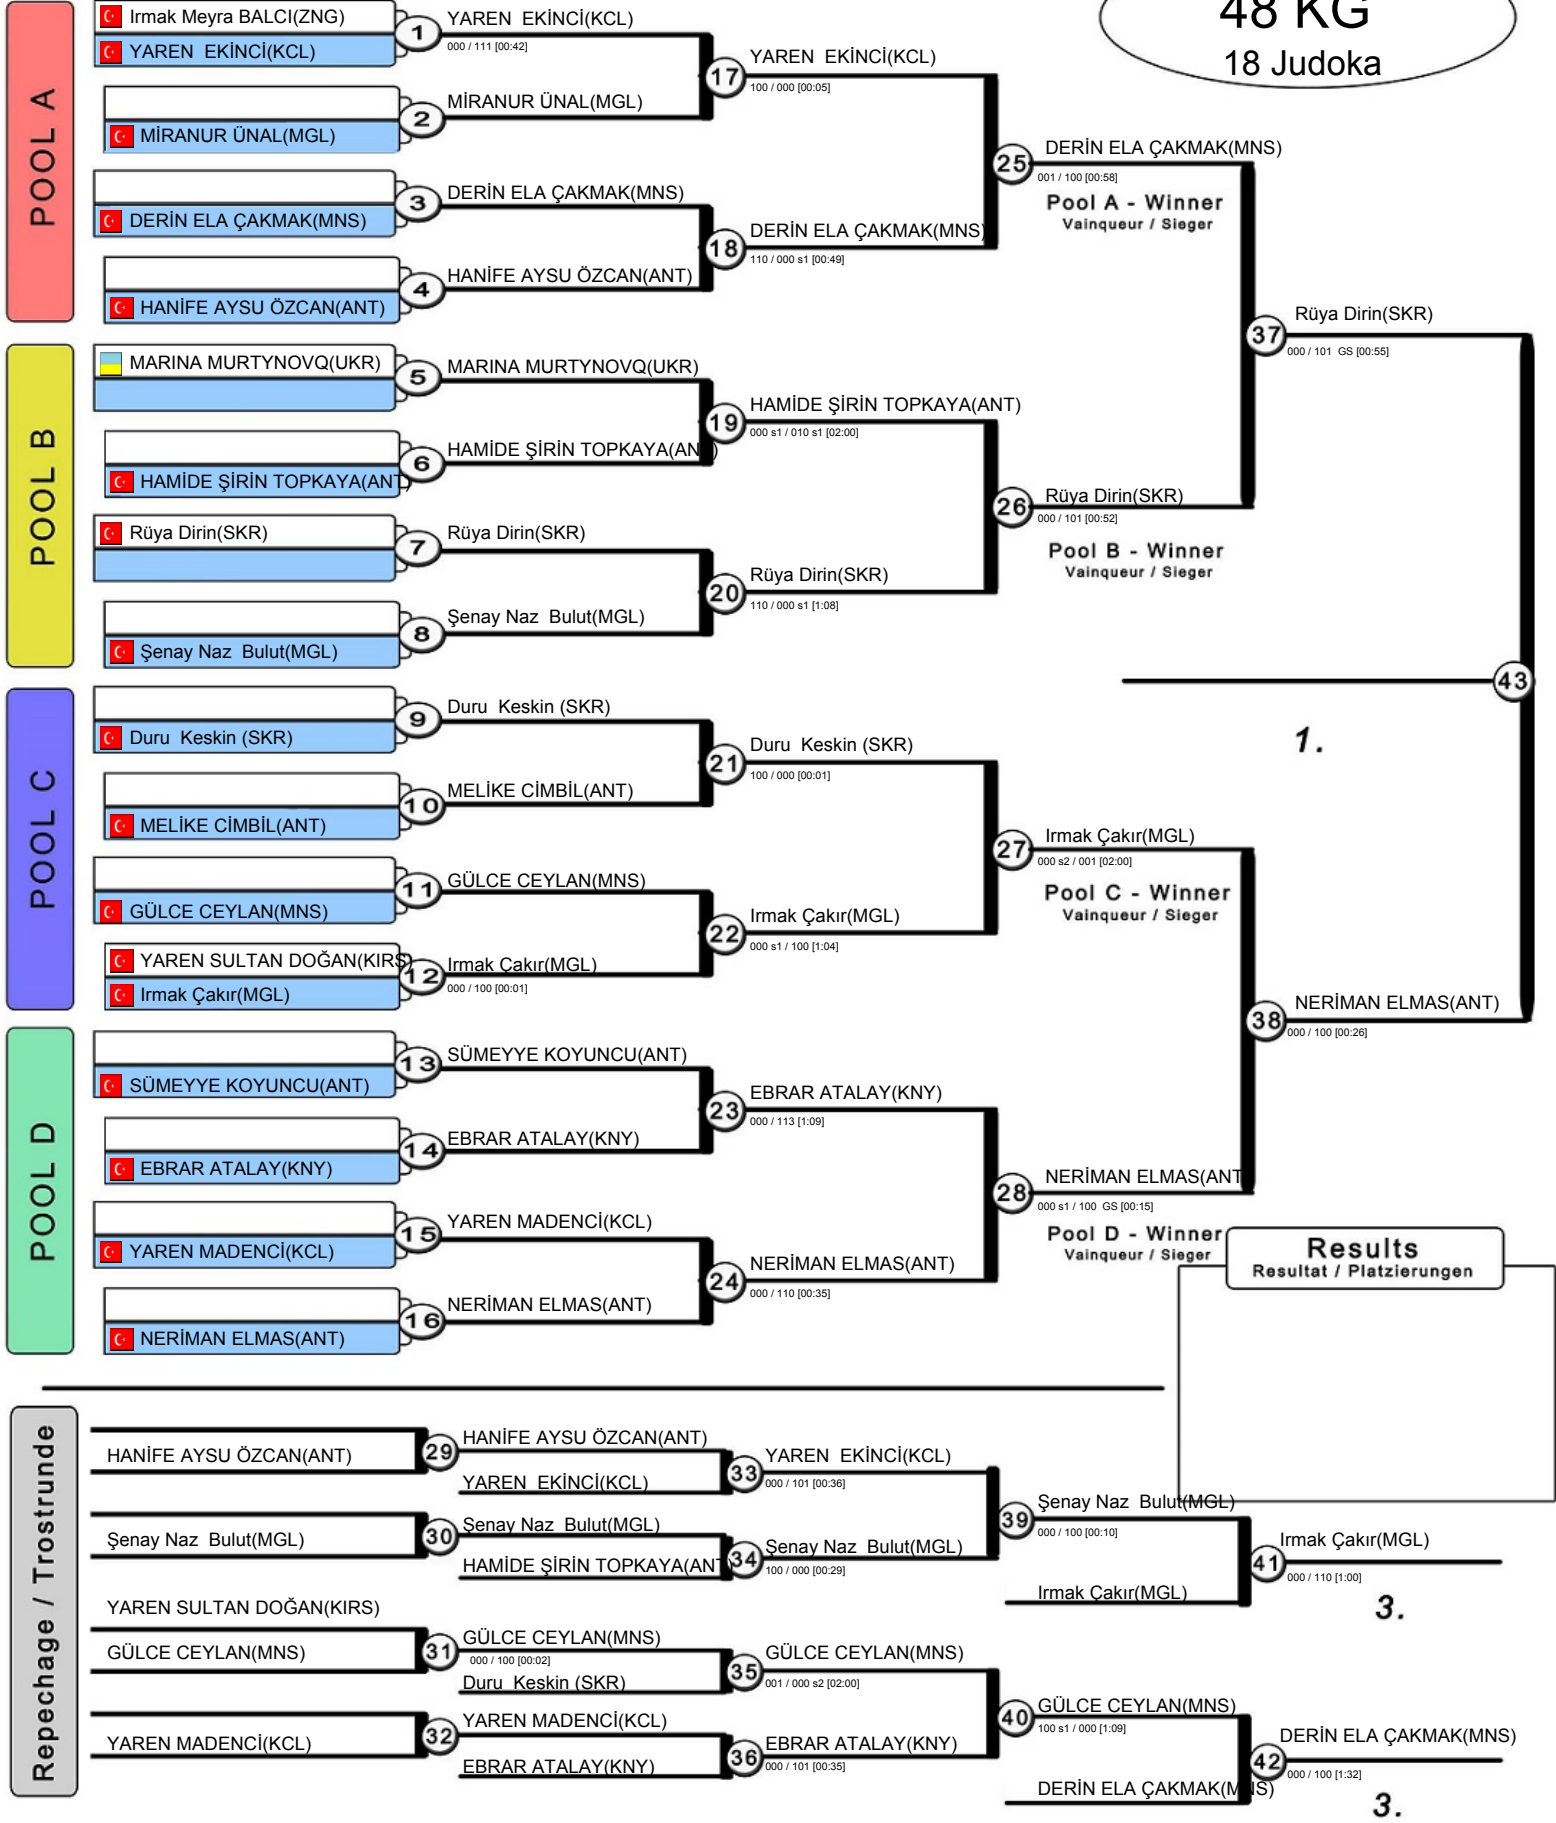 48 KG
18 Judoka
POOL A
Irmak Meyra BALCI(ZNG)
YAREN  EKİNCİ(KCL)
1
YAREN  EKİNCİ(KCL)
000 / 111 [00:42]
MİRANUR ÜNAL(MGL)
2
MİRANUR ÜNAL(MGL)
17
YAREN  EKİNCİ(KCL)
100 / 000 [00:05]
DERİN ELA ÇAKMAK(MNS)
3
DERİN ELA ÇAKMAK(MNS)
HANİFE AYSU ÖZCAN(ANT)
4
HANİFE AYSU ÖZCAN(ANT)
18
DERİN ELA ÇAKMAK(MNS)
110 / 000 s1 [00:49]
25
DERİN ELA ÇAKMAK(MNS)
001 / 100 [00:58]
Pool A - Winner
Vainqueur / Sieger
POOL B
MARINA MURTYNOVQ(UKR)
5
MARINA MURTYNOVQ(UKR)
HAMİDE ŞİRİN TOPKAYA(ANT)
6
HAMİDE ŞİRİN TOPKAYA(ANT)
19
HAMİDE ŞİRİN TOPKAYA(ANT)
000 s1 / 010 s1 [02:00]
Rüya Dirin(SKR)
7
Rüya Dirin(SKR)
Şenay Naz  Bulut(MGL)
8
Şenay Naz  Bulut(MGL)
20
Rüya Dirin(SKR)
110 / 000 s1 [1:08]
26
Rüya Dirin(SKR)
000 / 101 [00:52]
Pool B - Winner
Vainqueur / Sieger
37
Rüya Dirin(SKR)
000 / 101  GS [00:55]
43
1.
POOL C
Duru  Keskin (SKR)
9
Duru  Keskin (SKR)
MELİKE CİMBİL(ANT)
10
MELİKE CİMBİL(ANT)
21
Duru  Keskin (SKR)
100 / 000 [00:01]
GÜLCE CEYLAN(MNS)
11
GÜLCE CEYLAN(MNS)
YAREN SULTAN DOĞAN(KIRS)
Irmak Çakır(MGL)
12
Irmak Çakır(MGL)
000 / 100 [00:01]
22
Irmak Çakır(MGL)
000 s1 / 100 [1:04]
27
Irmak Çakır(MGL)
000 s2 / 001 [02:00]
Pool C - Winner
Vainqueur / Sieger
POOL D
SÜMEYYE KOYUNCU(ANT)
13
SÜMEYYE KOYUNCU(ANT)
EBRAR ATALAY(KNY)
14
EBRAR ATALAY(KNY)
23
EBRAR ATALAY(KNY)
000 / 113 [1:09]
YAREN MADENCİ(KCL)
15
YAREN MADENCİ(KCL)
NERİMAN ELMAS(ANT)
16
NERİMAN ELMAS(ANT)
24
NERİMAN ELMAS(ANT)
000 / 110 [00:35]
28
NERİMAN ELMAS(ANT
000 s1 / 100  GS [00:15]
Pool D - Winner
Vainqueur / Sieger
38
NERİMAN ELMAS(ANT)
000 / 100 [00:26]
Results
Resultat / Platzierungen
Repechage / Trostrunde
HANİFE AYSU ÖZCAN(ANT)
29
HANİFE AYSU ÖZCAN(ANT)
YAREN  EKİNCİ(KCL)
33
YAREN  EKİNCİ(KCL)
000 / 101 [00:36]
Şenay Naz  Bulut(MGL)
30
Şenay Naz  Bulut(MGL)
HAMİDE ŞİRİN TOPKAYA(ANT)
34
Şenay Naz  Bulut(MGL)
100 / 000 [00:29]
39
Şenay Naz  Bulut(MGL)
000 / 100 [00:10]
Irmak Çakır(MGL)
41
Irmak Çakır(MGL)
000 / 110 [1:00]
3.
YAREN SULTAN DOĞAN(KIRS)
GÜLCE CEYLAN(MNS)
31
GÜLCE CEYLAN(MNS)
000 / 100 [00:02]
Duru  Keskin (SKR)
35
GÜLCE CEYLAN(MNS)
001 / 000 s2 [02:00]
YAREN MADENCİ(KCL)
32
YAREN MADENCİ(KCL)
EBRAR ATALAY(KNY)
36
EBRAR ATALAY(KNY)
000 / 101 [00:35]
40
GÜLCE CEYLAN(MNS)
100 s1 / 000 [1:09]
DERİN ELA ÇAKMAK(MNS)
42
DERİN ELA ÇAKMAK(MNS)
000 / 100 [1:32]
3.